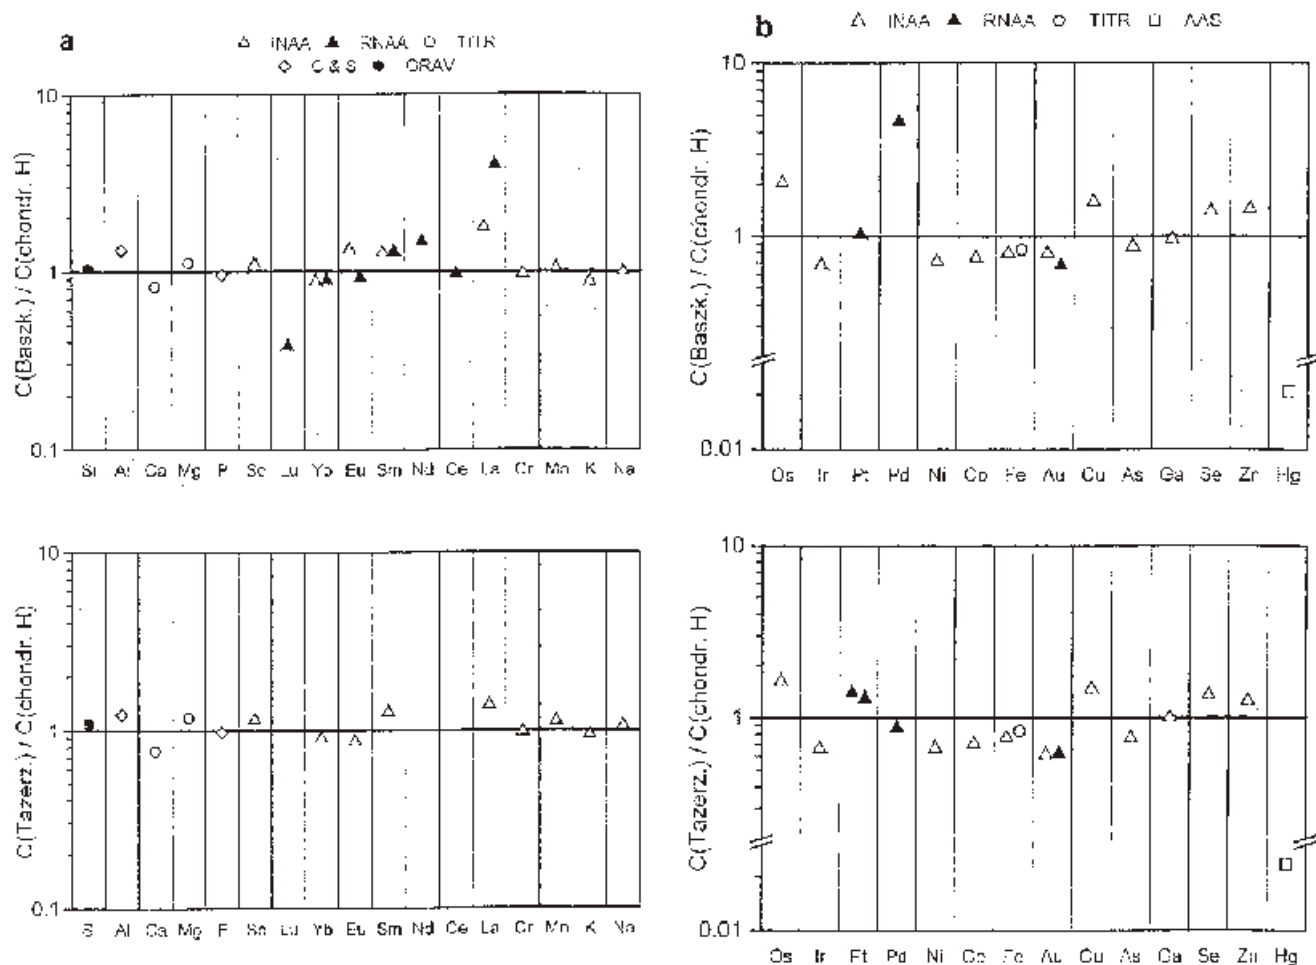 a
△ INAA ▲ RNAA ○ TITR
◇ C & S ● GRAV
10
1
0.1
C(Baszk.) / C(chondr. H)
Si Al Ca Mg P Sc Lu Yb Eu Sm Nd Ce La Cr Mn K Na
b
△ INAA ▲ RNAA ○ TITR □ AAS
10
1
0.01
C(Baszk.) / C(chondr. H)
Os Ir Pt Pd Ni Co Fe Au Cu As Ga Se Zn Hg
10
1
0.1
C(Tazerz.) / C(chondr. H)
Si Al Ca Mg P Sc Lu Yb Eu Sm Nd Ce La Cr Mn K Na
10
1
0.01
C(Tazerz.) / C(chondr. H)
Os Ir Pt Pd Ni Co Fe Au Cu As Ga Se Zn Hg